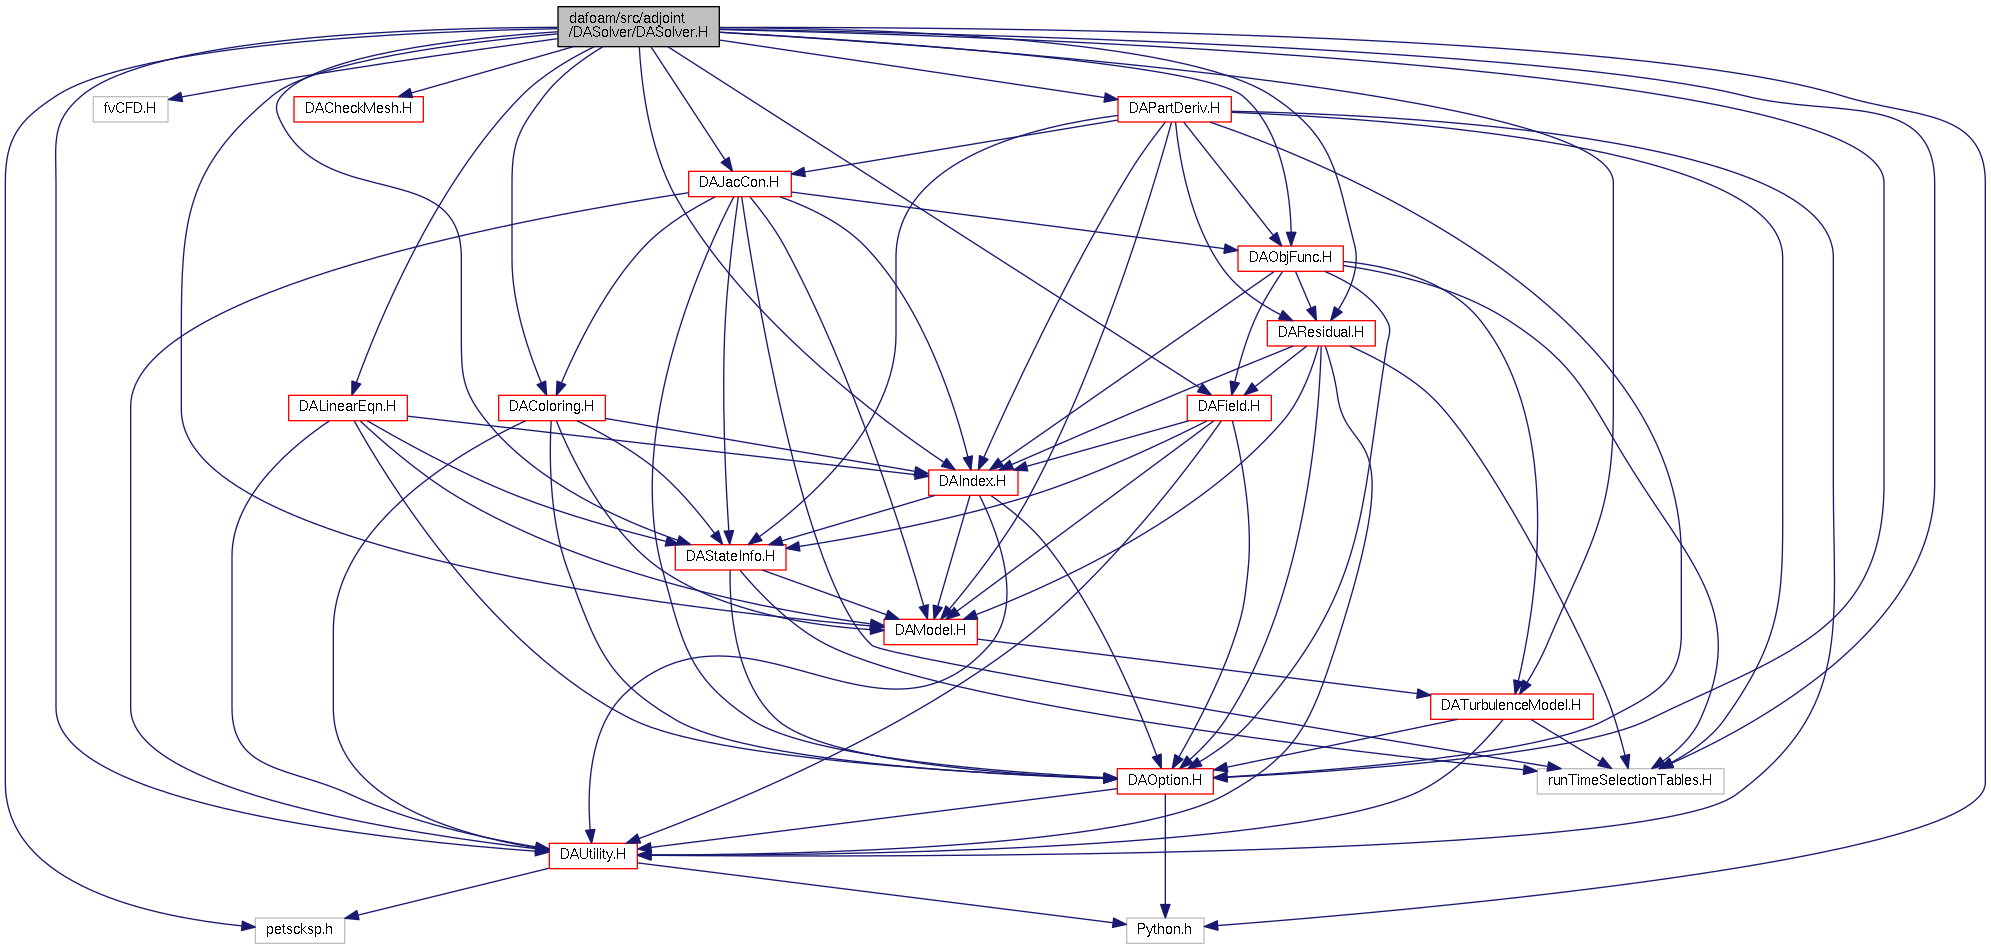 dafoam/src/adjoint
/DASolver/DASolver.H
fvCFD.H
DACheckMesh.H
DAPartDeriv.H
DAJacCon.H
DAObjFunc.H
DAResidual.H
DALinearEqn.H
DAColoring.H
DAField.H
DAIndex.H
DAStateInfo.H
DAModel.H
DATurbulenceModel.H
DAOption.H
runTimeSelectionTables.H
DAUtility.H
petscksp.h
Python.h